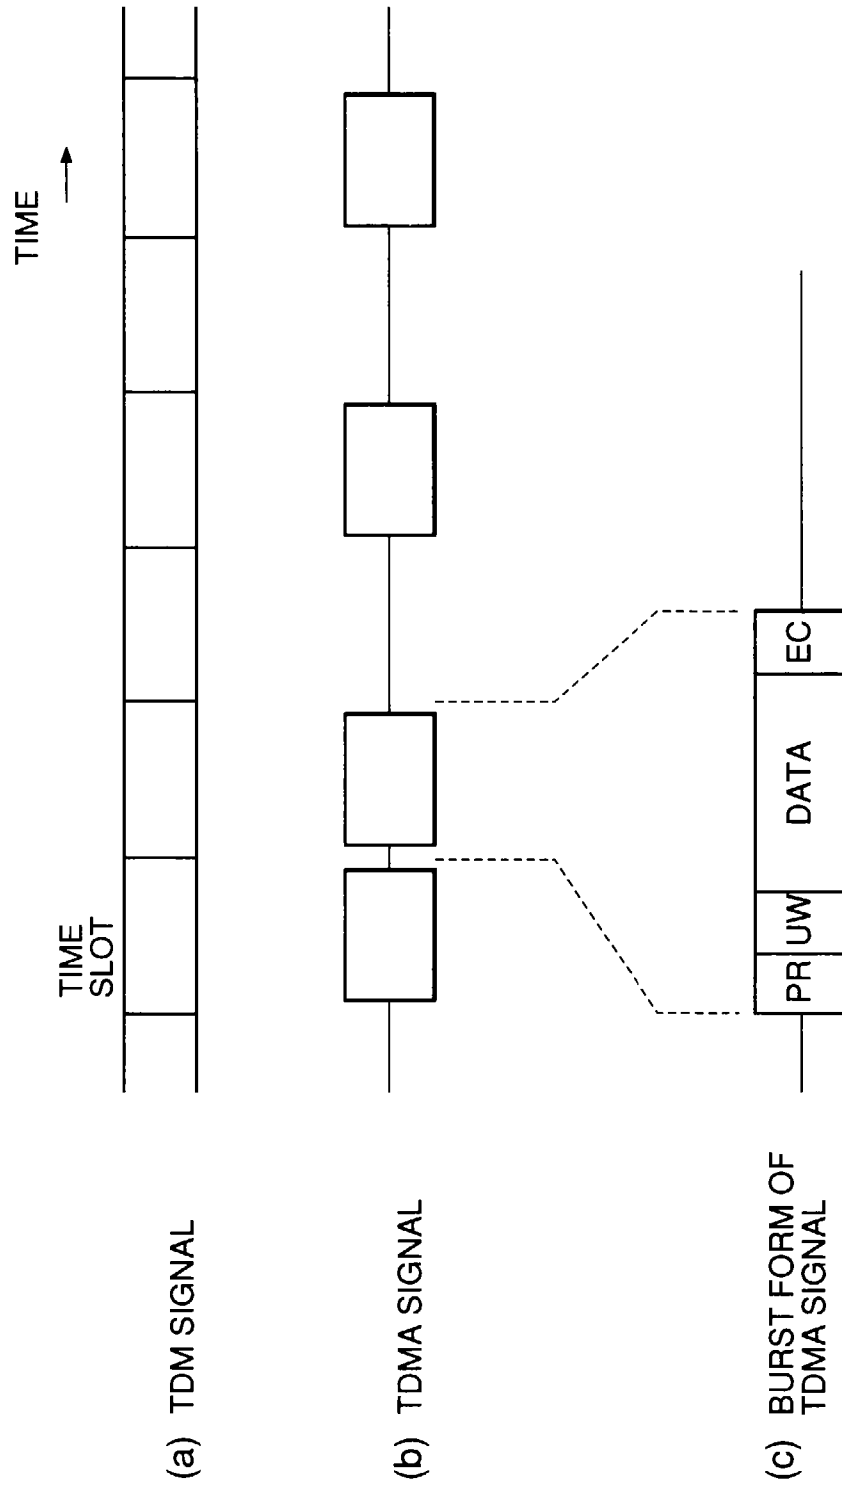 TIME
(a) TDM SIGNAL
TIME
SLOT
(b) TDMA SIGNAL
(c) BURST FORM OF
TDMA SIGNAL
PR
UW
DATA
EC